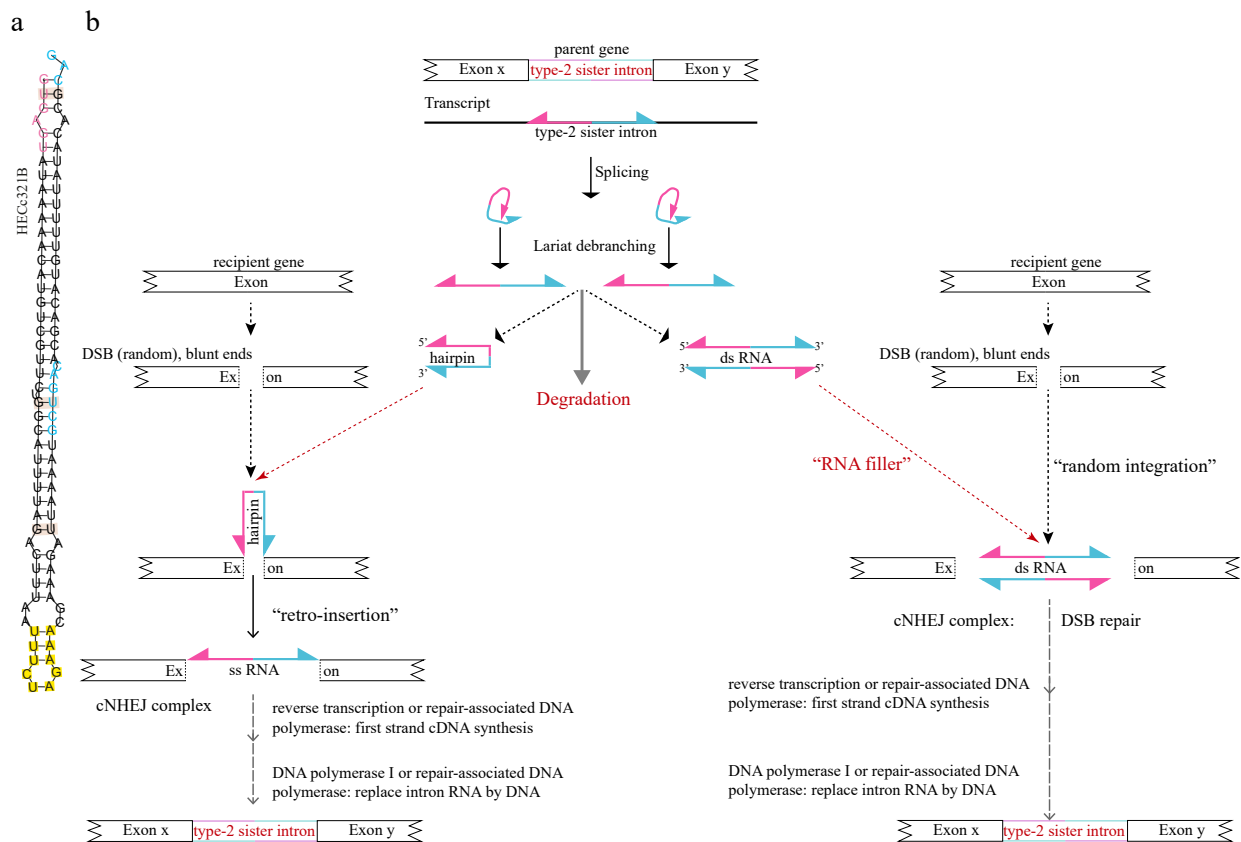 a
b
HECc321B
parent gene
Exon x
type-2 sister intron
Exon y
Transcript
type-2 sister intron
Splicing
Lariat debranching
recipient gene
Exon
DSB (random), blunt ends
Ex
on
5’
hairpin
3’
Degradation
5’
3’
ds RNA
3’
5’
recipient gene
Exon
DSB (random), blunt ends
Ex
on
“RNA filler”
“random integration”
hairpin
Ex
on
“retro-insertion”
Ex
ss RNA
on
cNHEJ complex
reverse transcription or repair-associated DNA
polymerase: first strand cDNA synthesis
DNA polymerase I or repair-associated DNA
polymerase: replace intron RNA by DNA
Exon x
type-2 sister intron
Exon y
Ex
ds RNA
on
cNHEJ complex:
DSB repair
reverse transcription or repair-associated DNA
polymerase: first strand cDNA synthesis
DNA polymerase I or repair-associated DNA
polymerase: replace intron RNA by DNA
Exon x
type-2 sister intron
Exon y